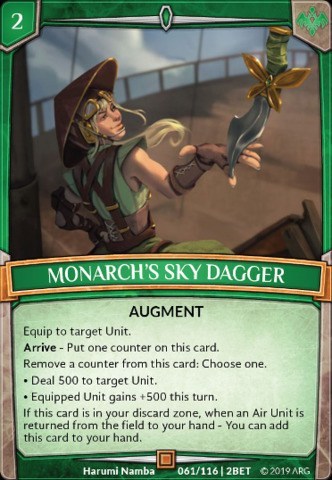 2
MONARCH'S SKY DAGGER
AUGMENT
Equip to target Unit.
Arrive - Put one counter on this card.
Remove a counter from this card: Choose one.
• Deal 500 to target Unit.
• Equipped Unit gains +500 this turn.
If this card is in your discard zone, when an Air Unit is
returned from the field to your hand - You can add
this card to your hand.
Harumi Namba 061/116 | 2BET © 2019 ARG